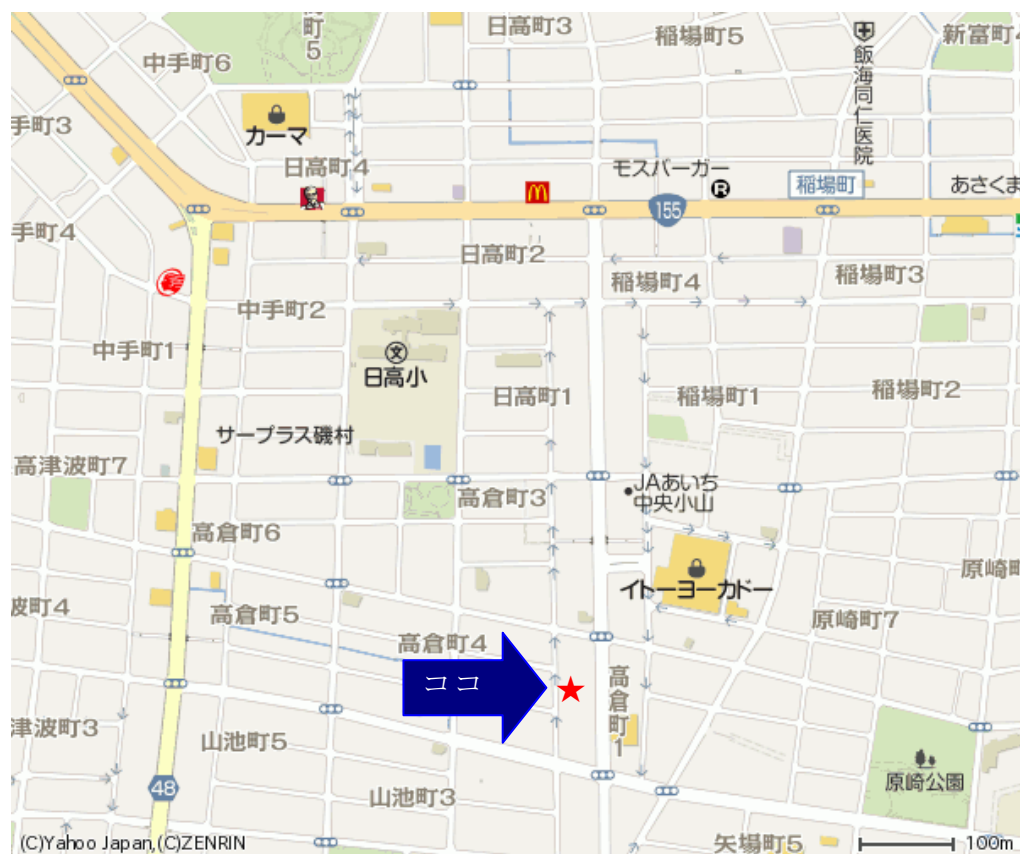 町
5
日高町3
稲場町5
新富町4
中手町6
飯海同仁医院
手町3
カーマ
日高町4
モスバーガー
R
稲場町
あさくま
155
手町4
日高町2
稲場町4
稲場町3
中手町2
中手町1
文
日高小
日高町1
稲場町1
稲場町2
サープラス磯村
高津波町7
高倉町3
JAあいち
中央小山
高倉町6
イトーヨーカドー
原崎町
波町4
高倉町5
原崎町7
高倉町4
ココ
高倉町1
津波町3
山池町5
48
山池町3
原崎公園
矢場町5
(C)Yahoo Japan,(C)ZENRIN
100m